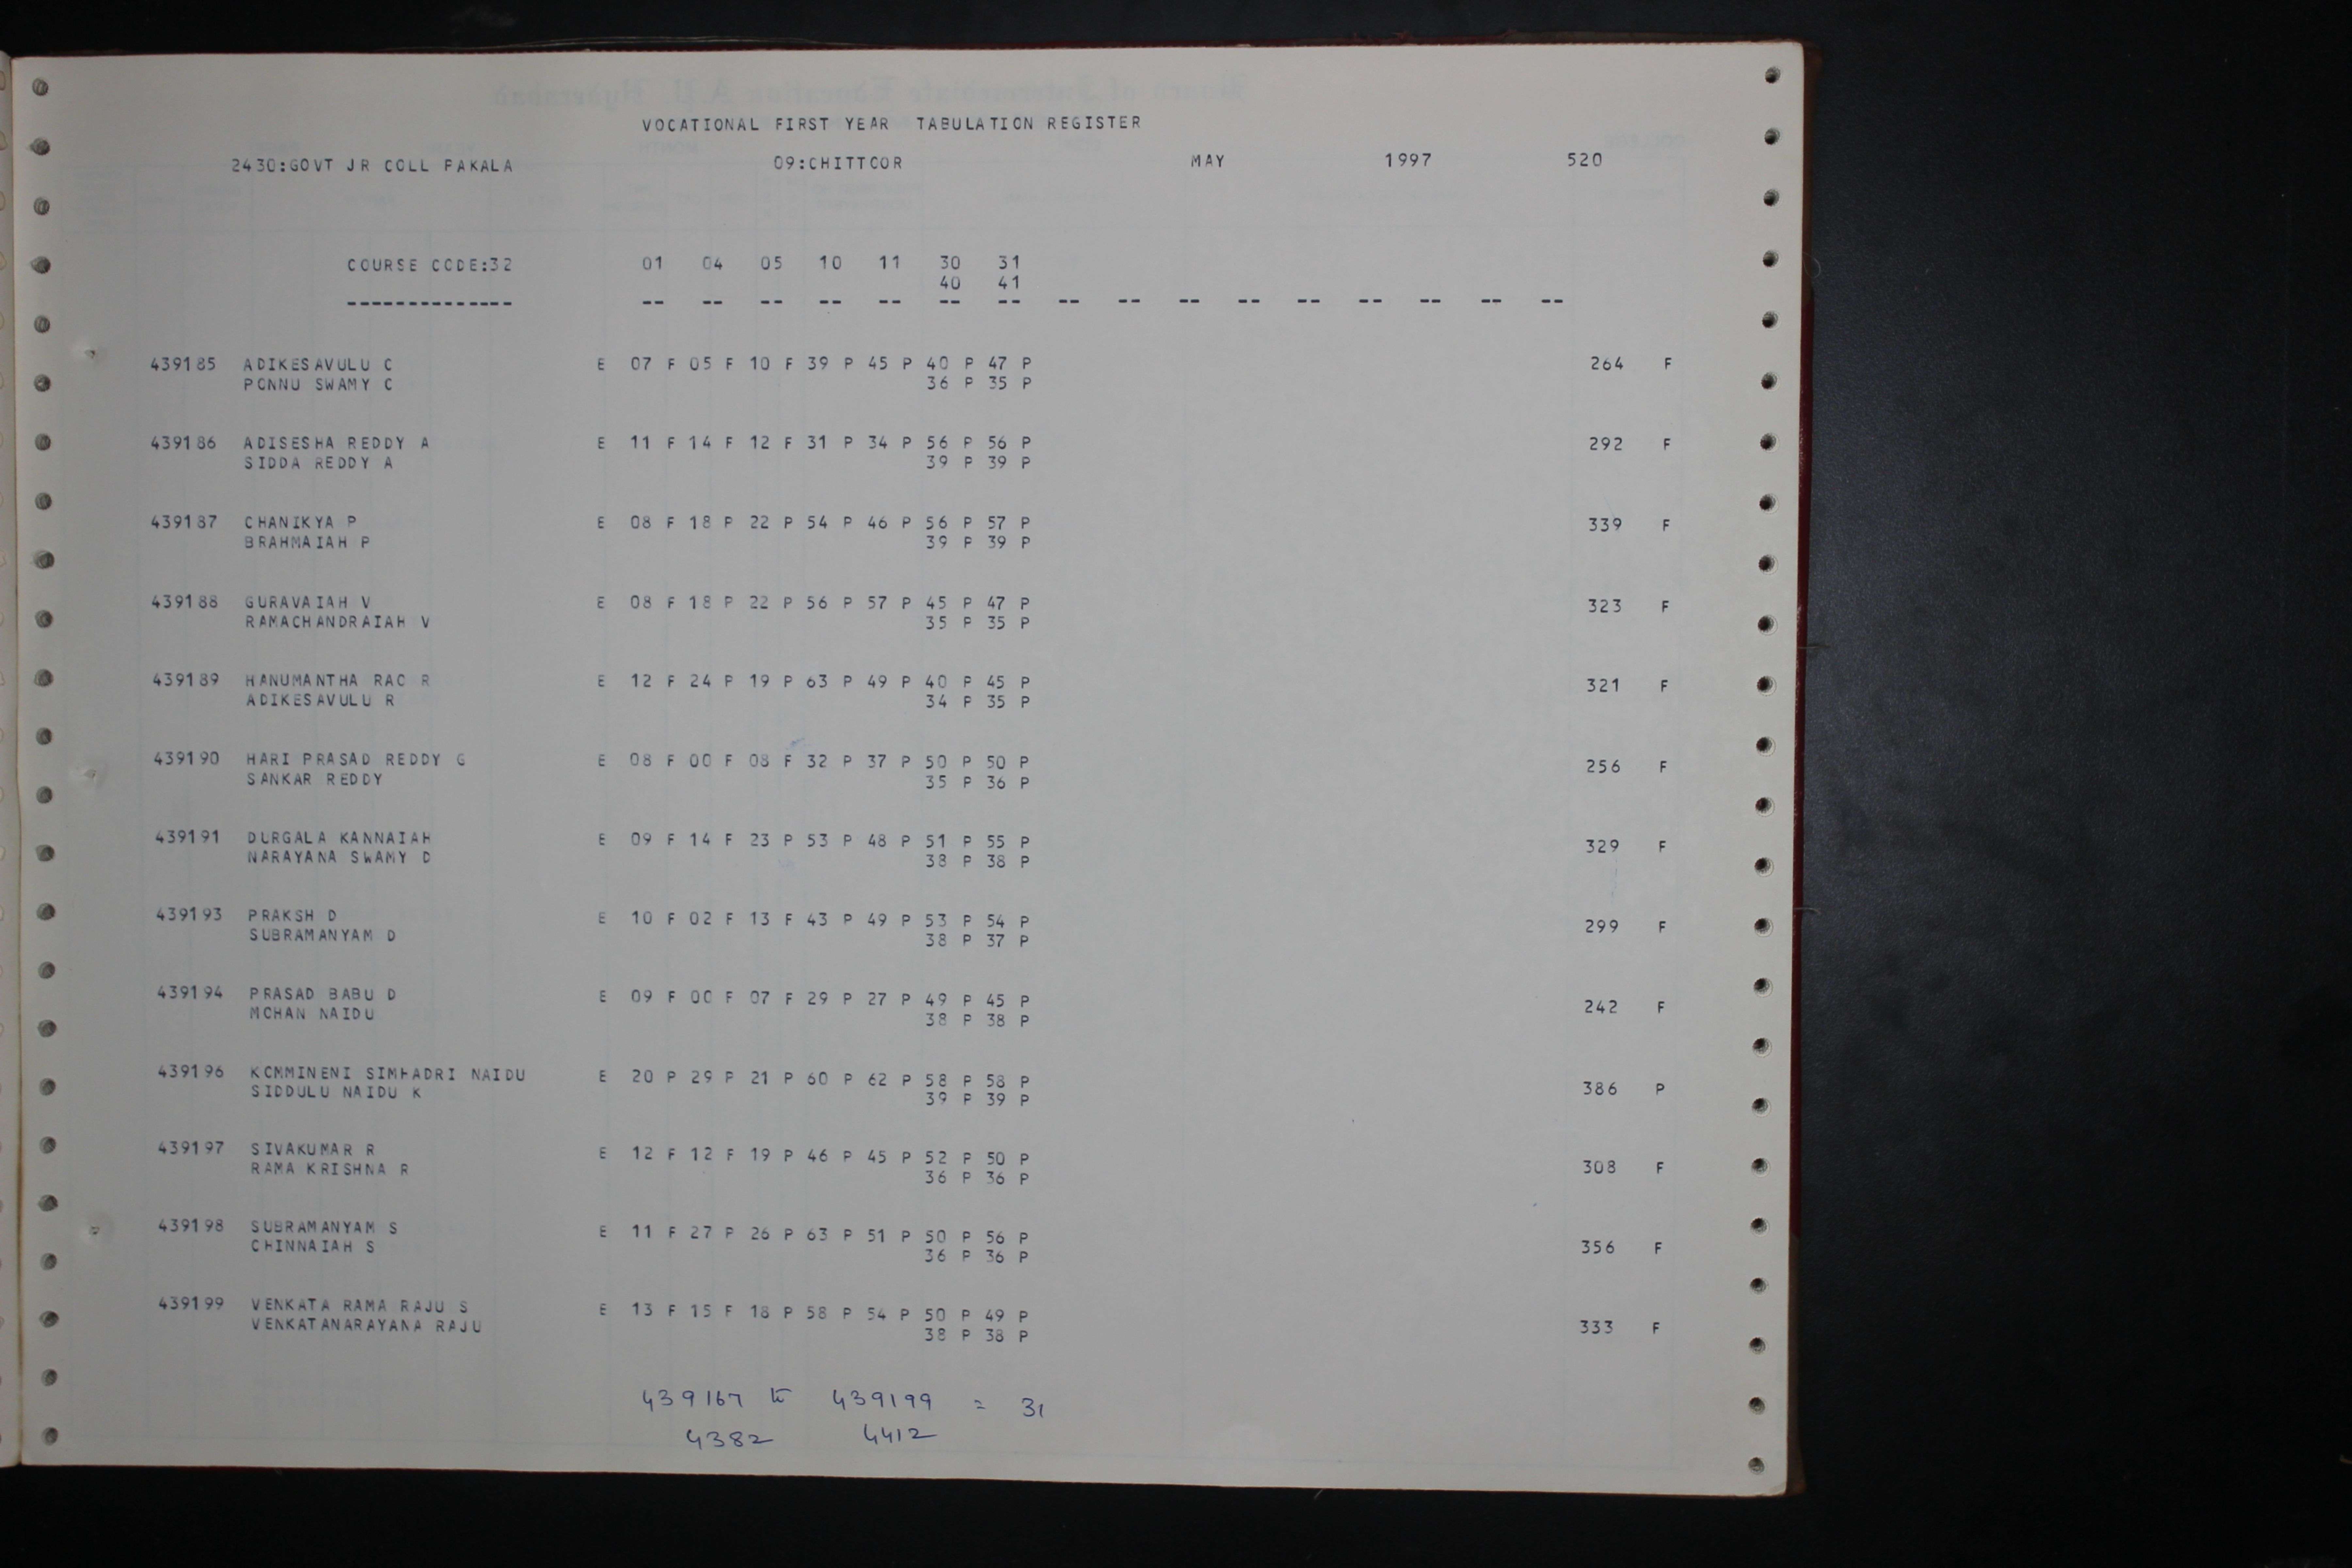 VOCATIONAL FIRST YEAR TABULATION REGISTER
2430:GOVT JR COLL PAKALA 09:CHITTOOR MAY 1997 520
COURSE CODE:32 01 04 05 10 11 30 31
40 41
-------------- -- -- -- -- -- -- -- -- -- -- -- -- -- -- -- --
439185 ADIKESAVULU C E 07 F 05 F 10 F 39 P 45 P 40 P 47 P 264 F
PONNU SWAMY C 36 P 35 P
439186 ADISESHA REDDY A E 11 F 14 F 12 F 31 P 34 P 56 P 56 P 292 F
SIDDA REDDY A 39 P 39 P
439187 CHANIKYA P E 08 F 18 P 22 P 54 P 46 P 56 P 57 P 339 F
BRAHMAIAH P 39 P 39 P
439188 GURAVAIAH V E 08 F 18 P 22 P 56 P 57 P 45 P 47 P 323 F
RAMACHANDRAIAH V 35 P 35 P
439189 HANUMANTHA RAO R E 12 F 24 P 19 P 63 P 49 P 40 P 45 P 321 F
ADIKESAVULU R 34 P 35 P
439190 HARI PRASAD REDDY G E 08 F 00 F 08 F 32 P 37 P 50 P 50 P 256 F
SANKAR REDDY 35 P 36 P
439191 DURGALA KANNAIAH E 09 F 14 F 23 P 53 P 48 P 51 P 55 P 329 F
NARAYANA SWAMY D 38 P 38 P
439193 PRAKSH D E 10 F 02 F 13 F 43 P 49 P 53 P 54 P 299 F
SUBRAMANYAM D 38 P 37 P
439194 PRASAD BABU D E 09 F 00 F 07 F 29 P 27 P 49 P 45 P 242 F
MOHAN NAIDU 38 P 38 P
439196 KOMMINENI SIMHADRI NAIDU E 20 P 29 P 21 P 60 P 62 P 58 P 58 P 386 P
SIDDULU NAIDU K 39 P 39 P
439197 SIVAKUMAR R E 12 F 12 F 19 P 46 P 45 P 52 P 50 P 308 F
RAMA KRISHNA R 36 P 36 P
439198 SUBRAMANYAM S E 11 F 27 P 26 P 63 P 51 P 50 P 56 P 356 F
CHINNAIAH S 36 P 36 P
439199 VENKATA RAMA RAJU S E 13 F 15 F 18 P 58 P 54 P 50 P 49 P 333 F
VENKATANARAYANA RAJU 38 P 38 P
439167 to 439199 = 31
4382 4412